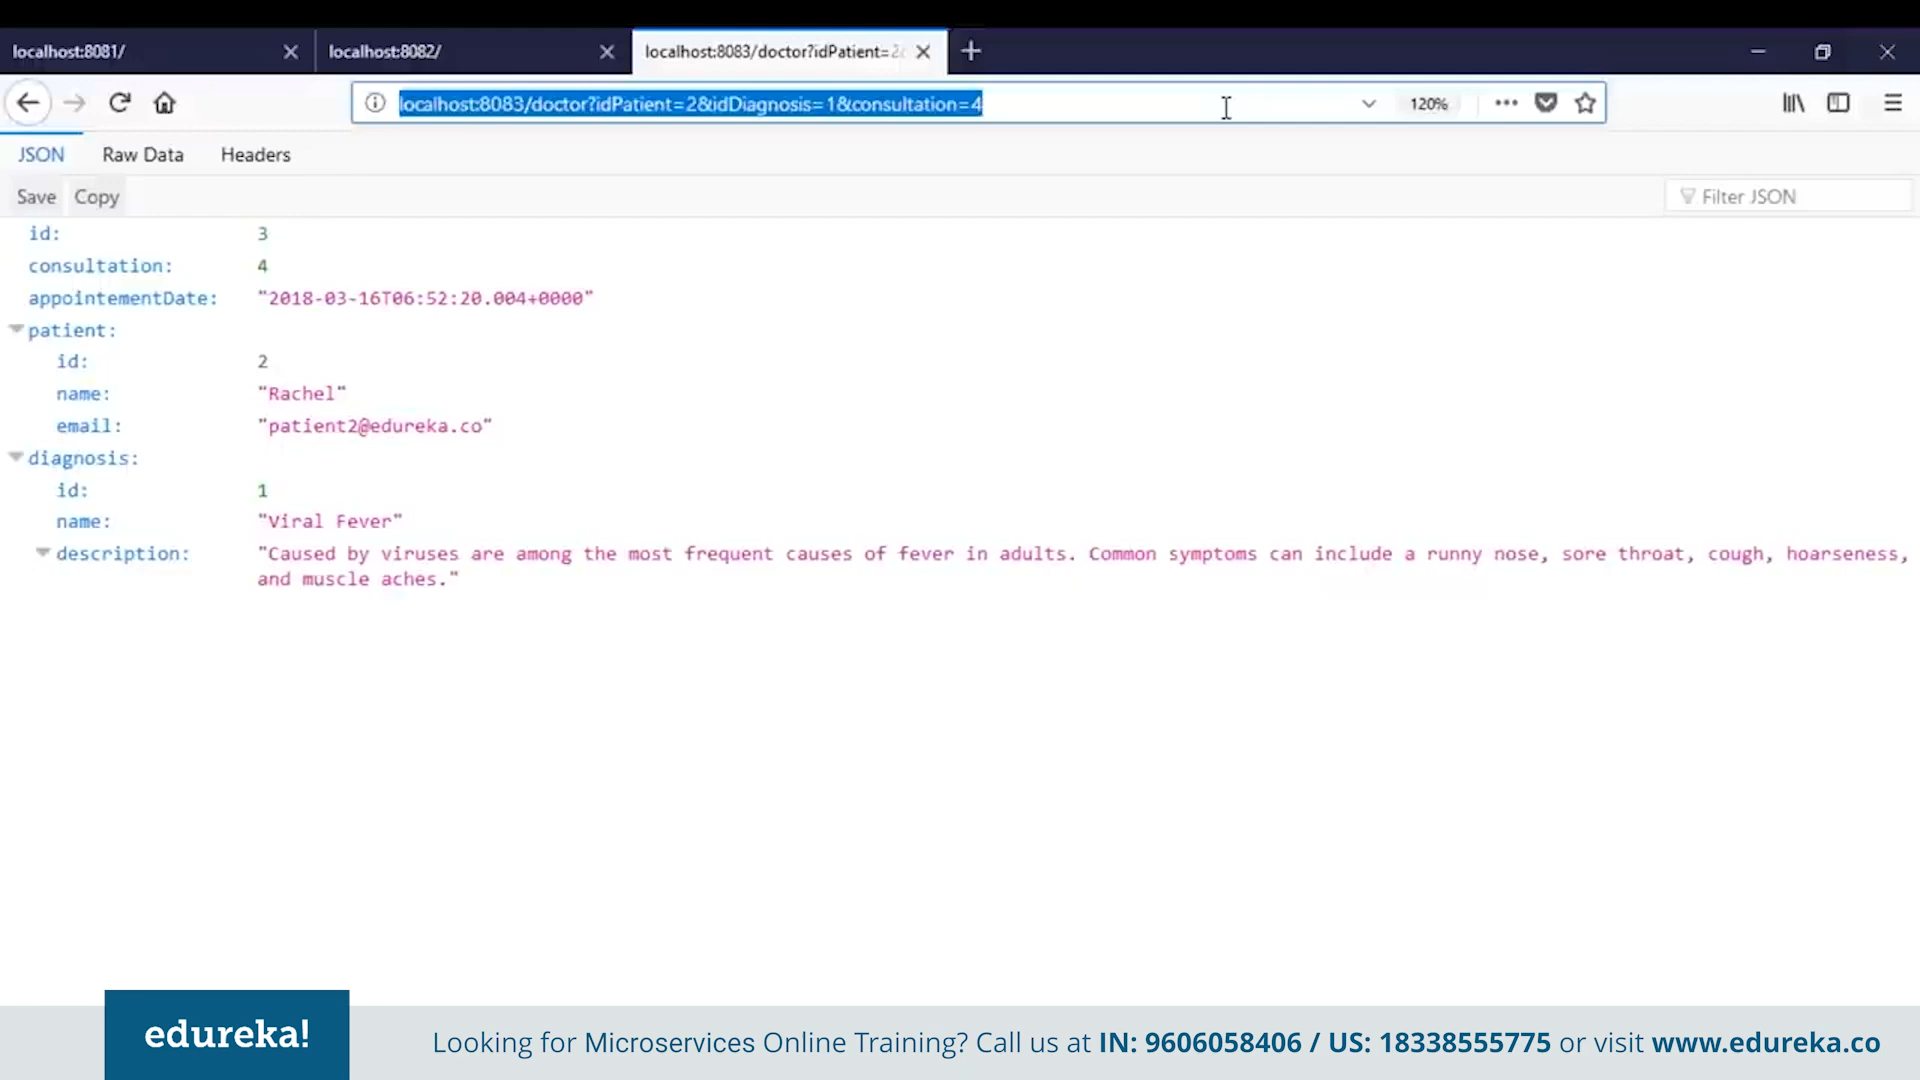 localhost:8081/
localhost:8082/
localhost:8083/doctor?idPatient=2
localhost:8083/doctor?idPatient=2&idDiagnosis=1&consultation=4
120%
JSON Raw Data Headers
Save Copy
Filter JSON
id: 3
consultation: 4
appointementDate: "2018-03-16T06:52:20.004+0000"
patient:
id: 2
name: "Rachel"
email: "patient2@edureka.co"
diagnosis:
id: 1
name: "Viral Fever"
description: "Caused by viruses are among the most frequent causes of fever in adults. Common symptoms can include a runny nose, sore throat, cough, hoarseness,
and muscle aches."
edureka!
Looking for Microservices Online Training? Call us at IN: 9606058406 / US: 18338555775 or visit www.edureka.co